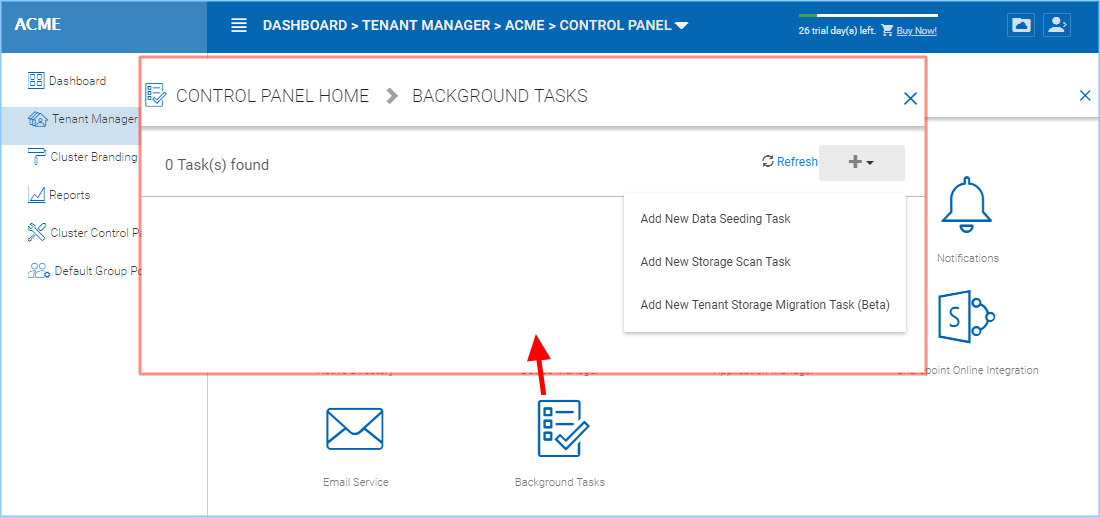 ACME
DASHBOARD > TENANT MANAGER > ACME > CONTROL PANEL
26 trial day(s) left. Buy Now!
Dashboard
Tenant Manager
Cluster Branding
Reports
Cluster Control Pa
Default Group Po
CONTROL PANEL HOME
BACKGROUND TASKS
0 Task(s) found
Refresh
Add New Data Seeding Task
Add New Storage Scan Task
Add New Tenant Storage Migration Task (Beta)
Notifications
S
Online Integration
Email Service
Background Tasks